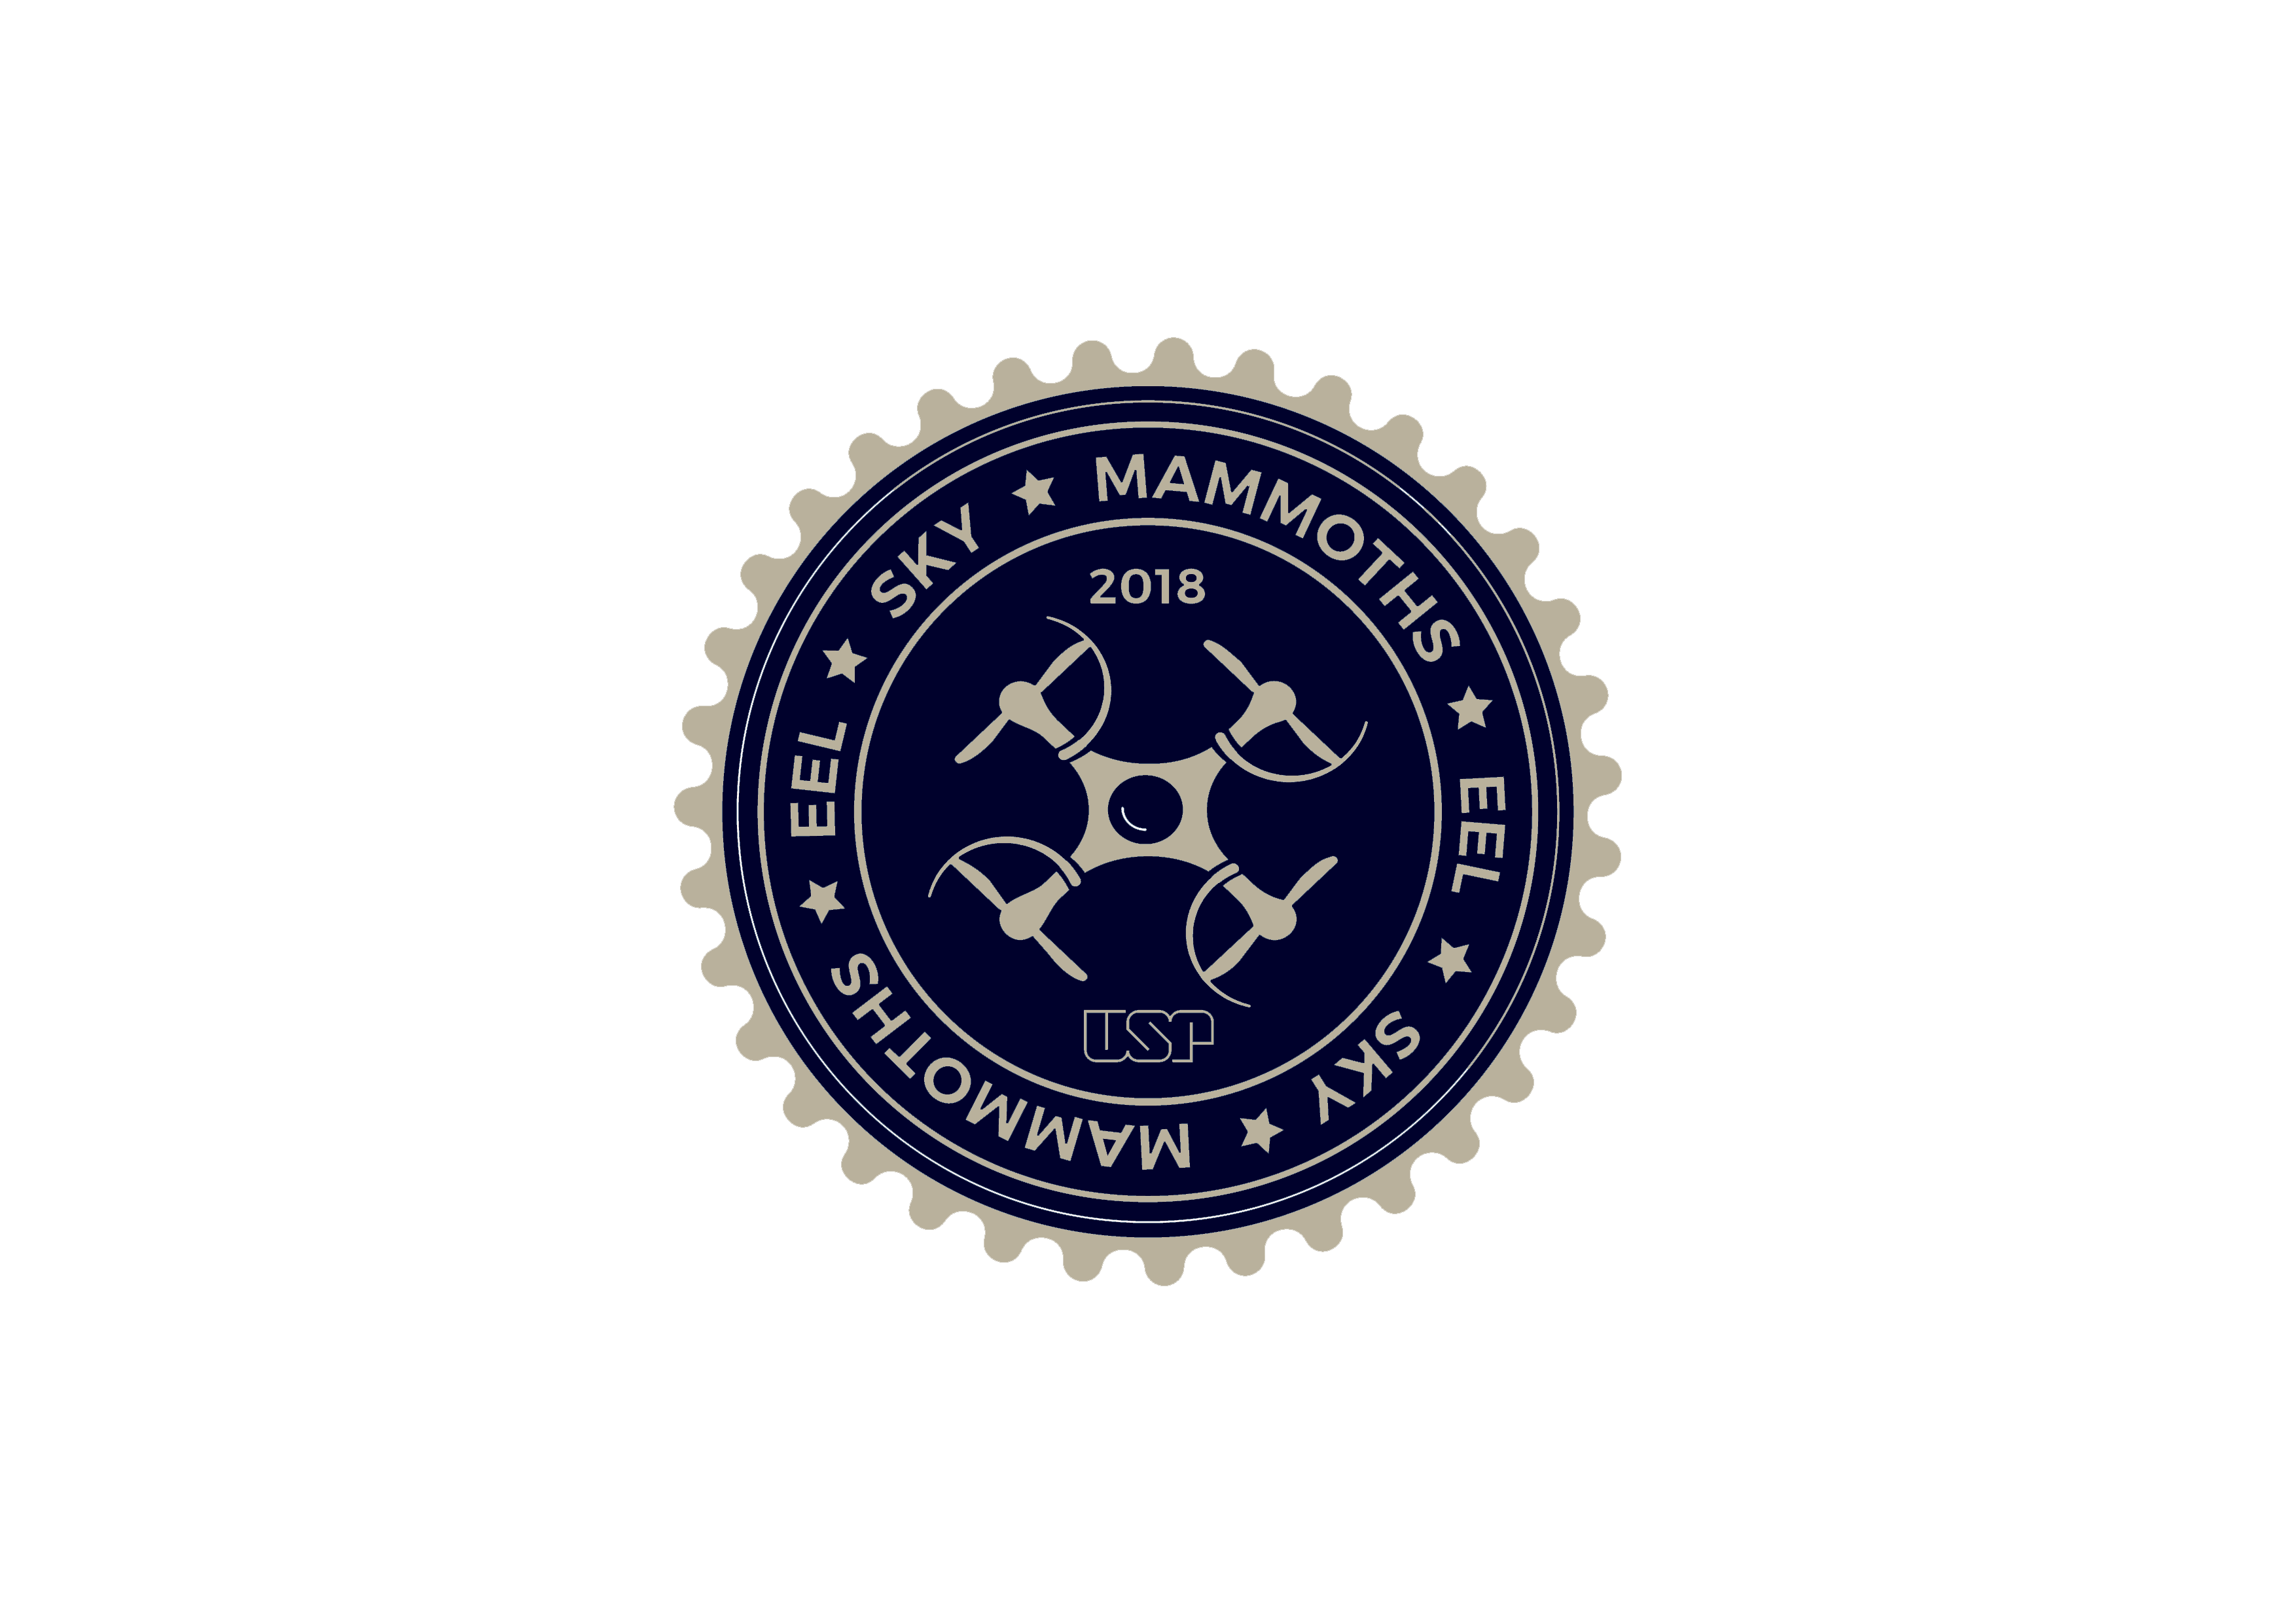 SKY ★ MAMMOTHS ★ EEL ★ SKY ★ MAMMOTHS ★ EEL ★
2018
USP